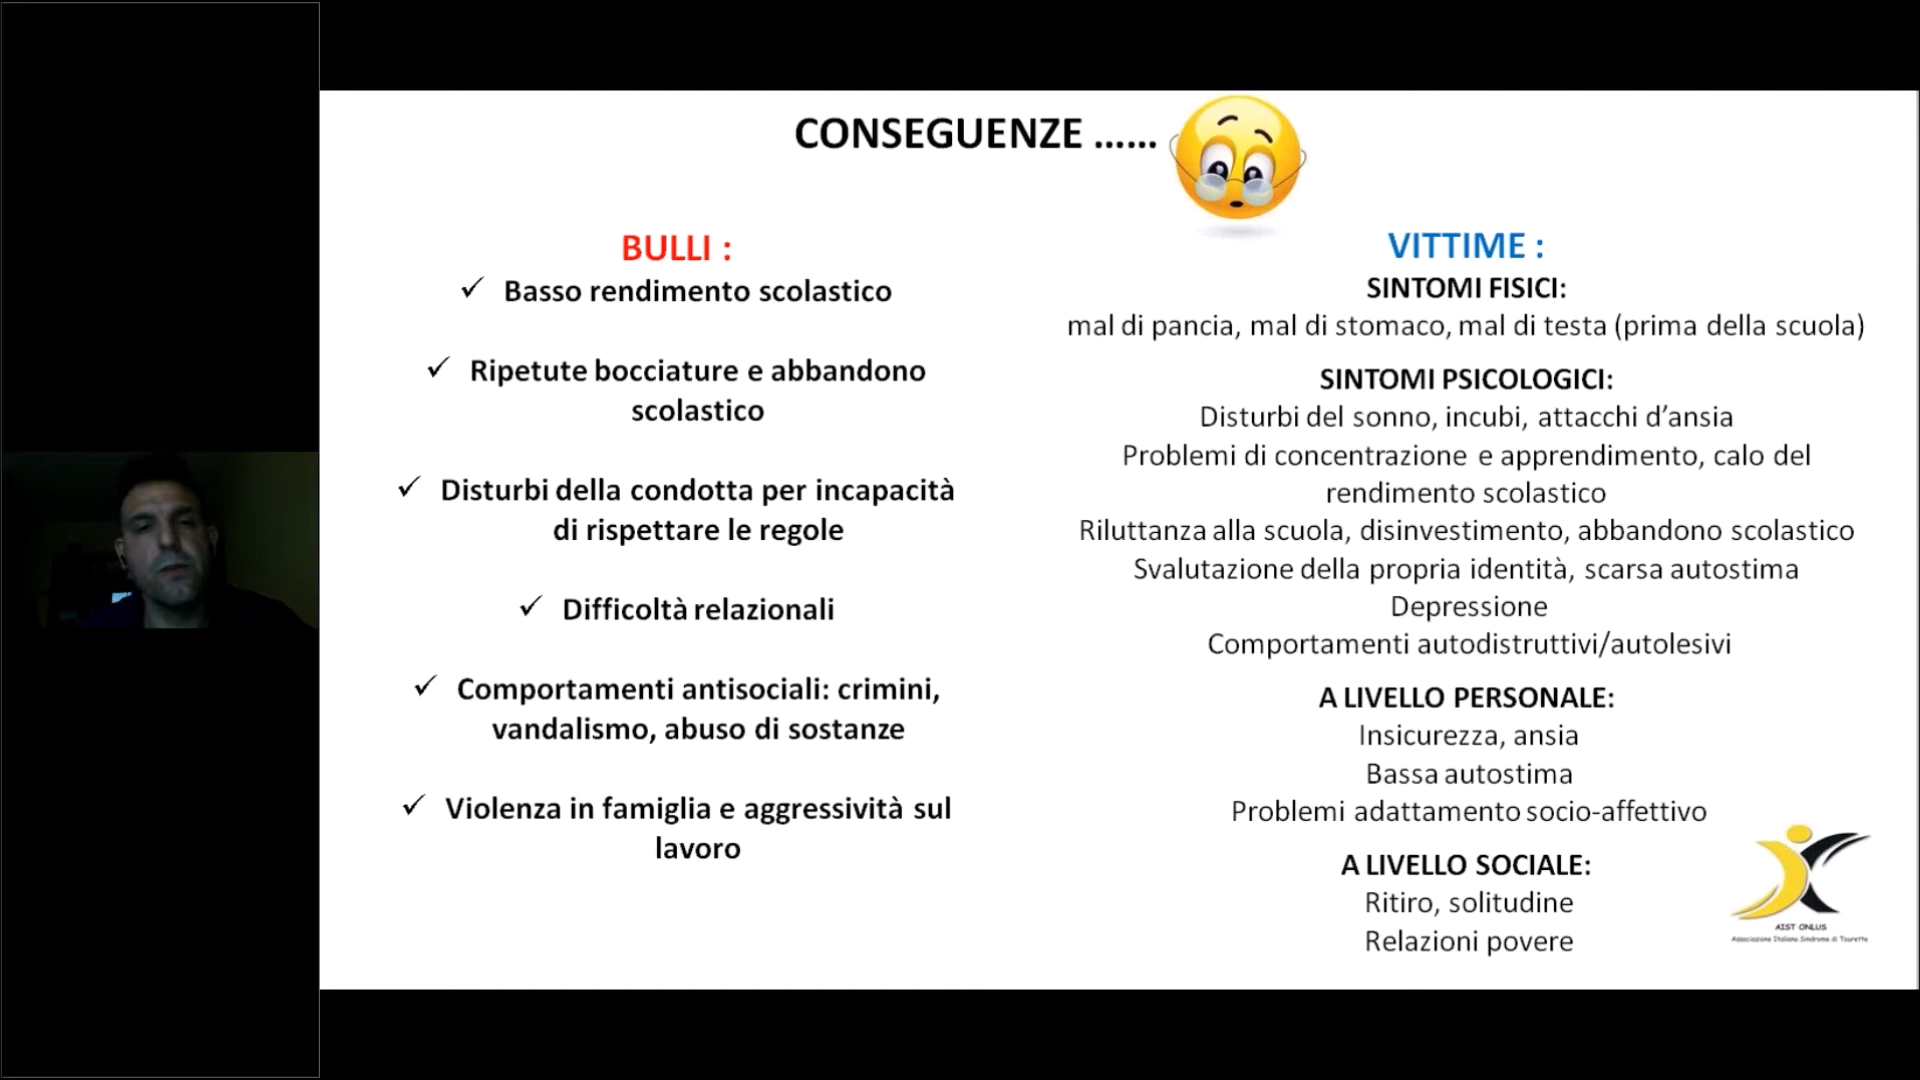 CONSEGUENZE ......
BULLI :
✓ Basso rendimento scolastico
✓ Ripetute bocciature e abbandono
scolastico
✓ Disturbi della condotta per incapacità
di rispettare le regole
✓ Difficoltà relazionali
✓ Comportamenti antisociali: crimini,
vandalismo, abuso di sostanze
✓ Violenza in famiglia e aggressività sul
lavoro
VITTIME :
SINTOMI FISICI:
mal di pancia, mal di stomaco, mal di testa (prima della scuola)
SINTOMI PSICOLOGICI:
Disturbi del sonno, incubi, attacchi d’ansia
Problemi di concentrazione e apprendimento, calo del
rendimento scolastico
Riluttanza alla scuola, disinvestimento, abbandono scolastico
Svalutazione della propria identità, scarsa autostima
Depressione
Comportamenti autodistruttivi/autolesivi
A LIVELLO PERSONALE:
Insicurezza, ansia
Bassa autostima
Problemi adattamento socio-affettivo
A LIVELLO SOCIALE:
Ritiro, solitudine
Relazioni povere
AIST ONLUS
Associazione Italiana Sindrome di Tourette